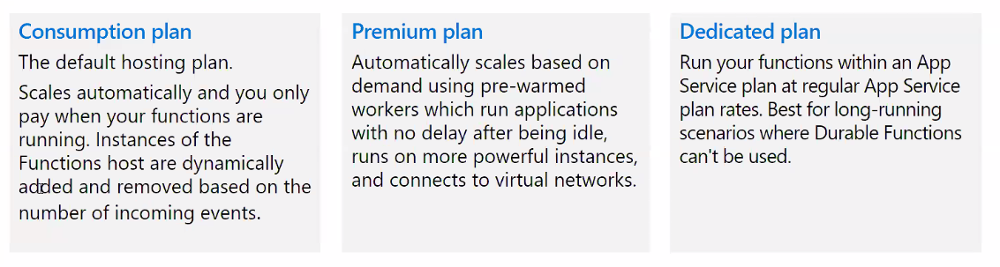 Consumption plan
The default hosting plan.
Scales automatically and you only
pay when your functions are
running. Instances of the
Functions host are dynamically
added and removed based on the
number of incoming events.
Premium plan
Automatically scales based on
demand using pre-warmed
workers which run applications
with no delay after being idle,
runs on more powerful instances,
and connects to virtual networks.
Dedicated plan
Run your functions within an App
Service plan at regular App Service
plan rates. Best for long-running
scenarios where Durable Functions
can't be used.